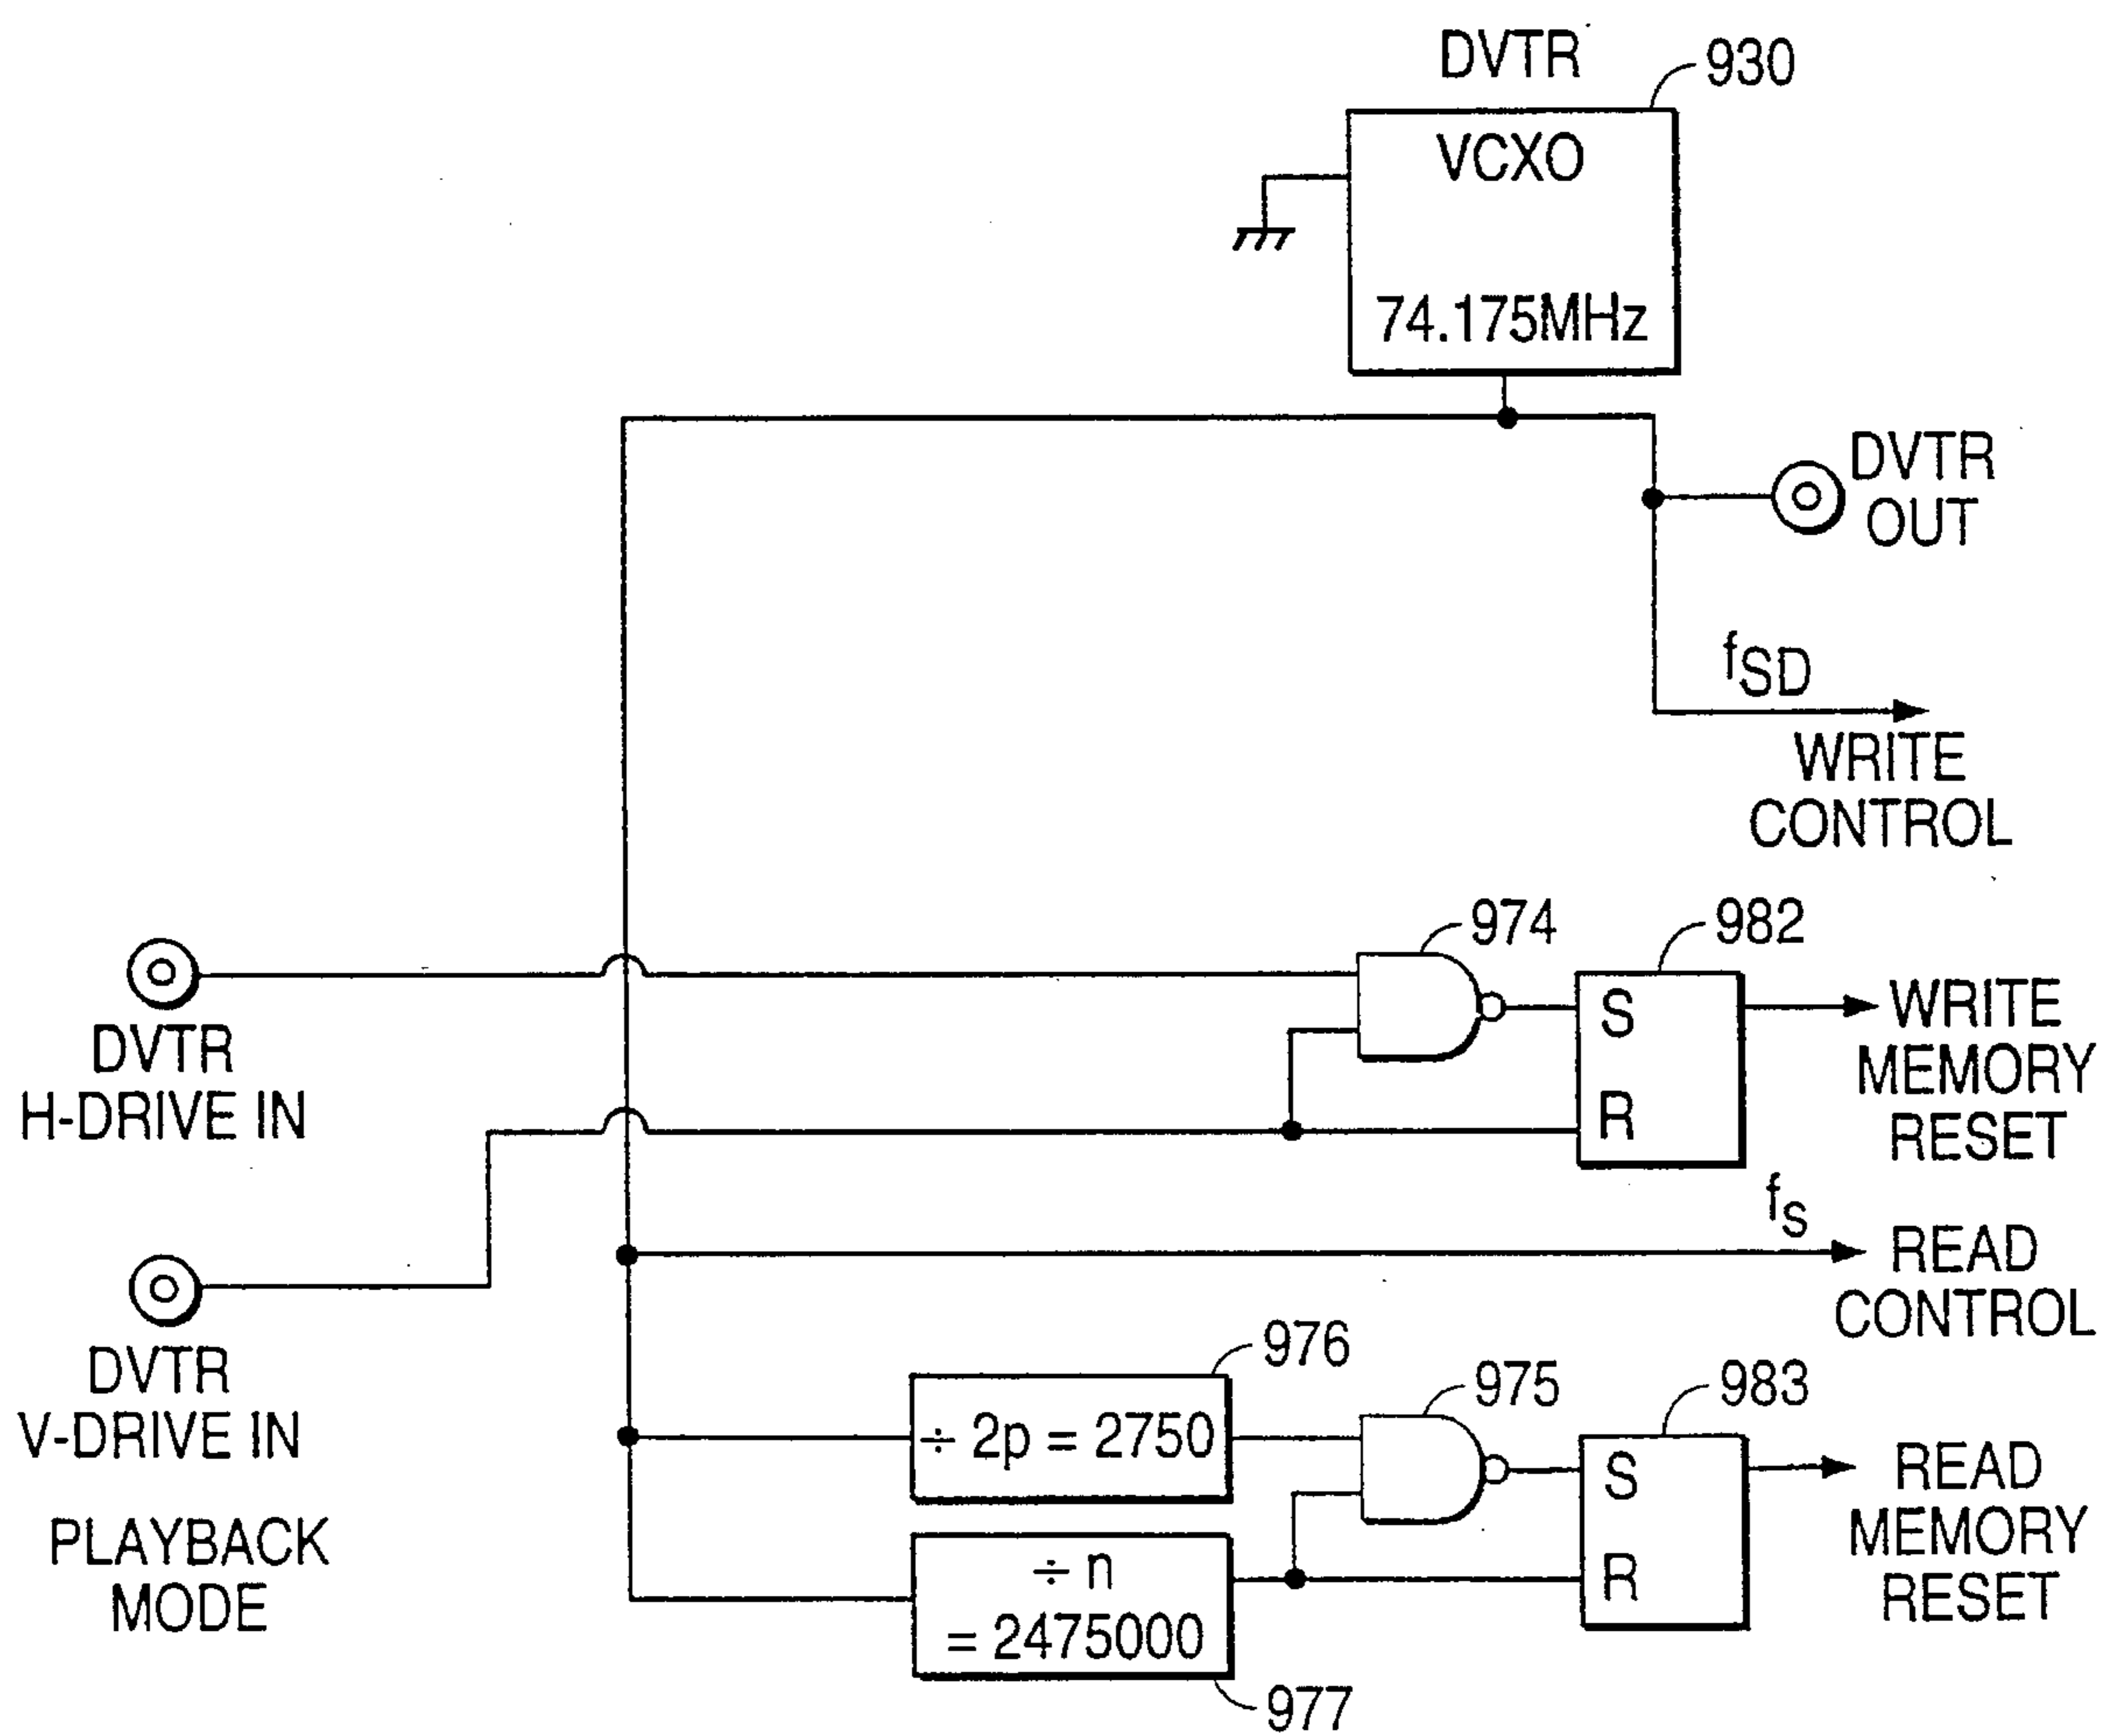 DVTR
930
VCXO
74.175MHz
DVTR
OUT
fSD
WRITE
CONTROL
974
982
S
R
WRITE
MEMORY
RESET
DVTR
H-DRIVE IN
fS
READ
CONTROL
DVTR
V-DRIVE IN
976
÷ 2p = 2750
975
983
S
R
READ
MEMORY
RESET
÷ n
= 2475000
977
PLAYBACK
MODE